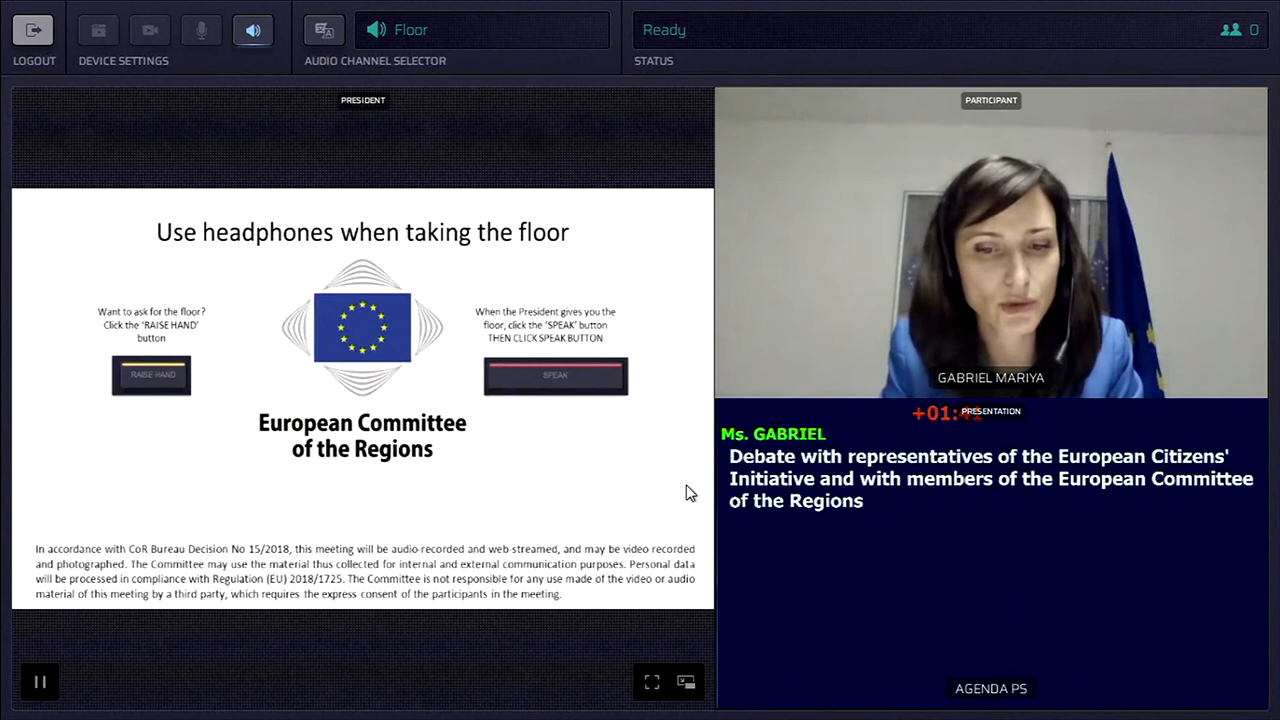 Floor
Ready
0
LOGOUT
DEVICE SETTINGS
AUDIO CHANNEL SELECTOR
STATUS
PRESIDENT
Use headphones when taking the floor
Want to ask for the floor?
Click the 'RAISE HAND'
button
RAISE HAND
When the President gives you the
floor, click the 'SPEAK' button
THEN CLICK SPEAK BUTTON
SPEAK
European Committee
of the Regions
In accordance with CoR Bureau Decision No 15/2018, this meeting will be audio-recorded and web-streamed, and may be video recorded
and photographed. The Committee may use the material thus collected for internal and external communication purposes. Personal data
will be processed in compliance with Regulation (EU) 2018/1725. The Committee is not responsible for any use made of the video or audio
material of this meeting by a third party, which requires the express consent of the participants in the meeting.
PARTICIPANT
GABRIEL MARIYA
PRESENTATION
Ms. GABRIEL
Debate with representatives of the European Citizens'
Initiative and with members of the European Committee
of the Regions
AGENDA PS